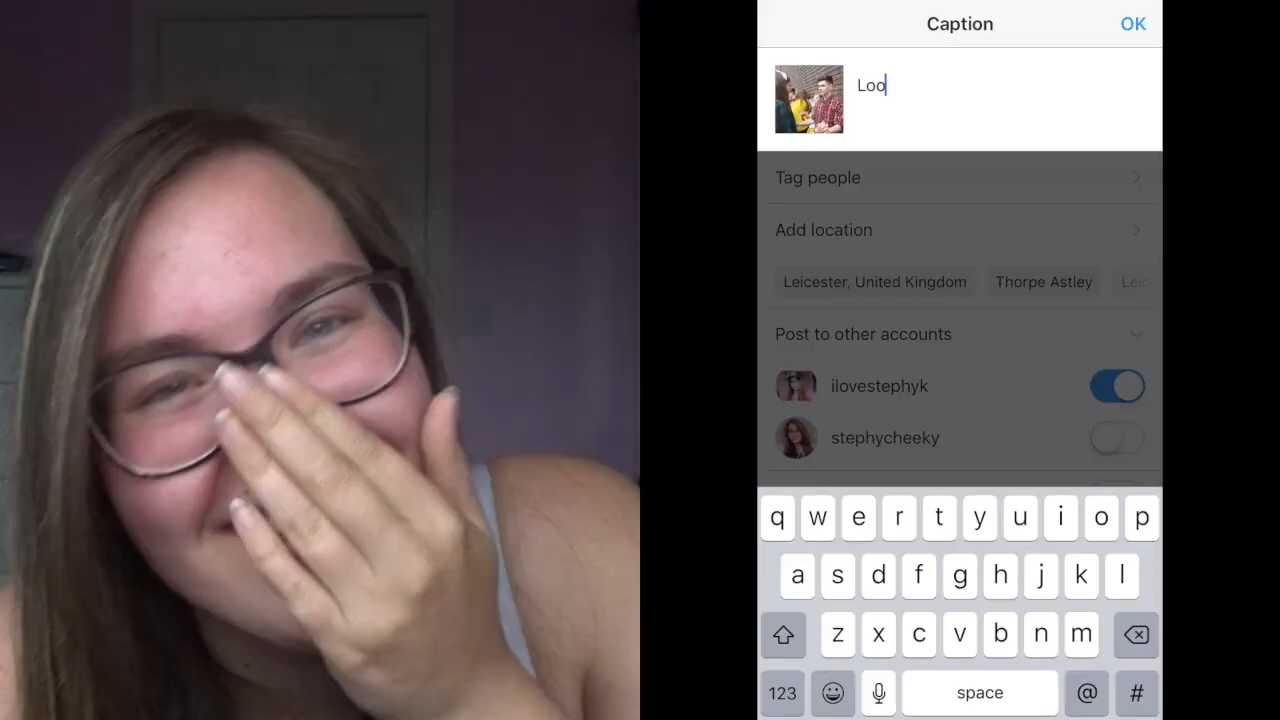 Caption OK
Loo
Tag people
Add location
Leicester, United Kingdom Thorpe Astley Leic
Post to other accounts
ilovestephyk
stephycheeky
q w e r t y u i o p
a s d f g h j k l
z x c v b n m
123 space @ #